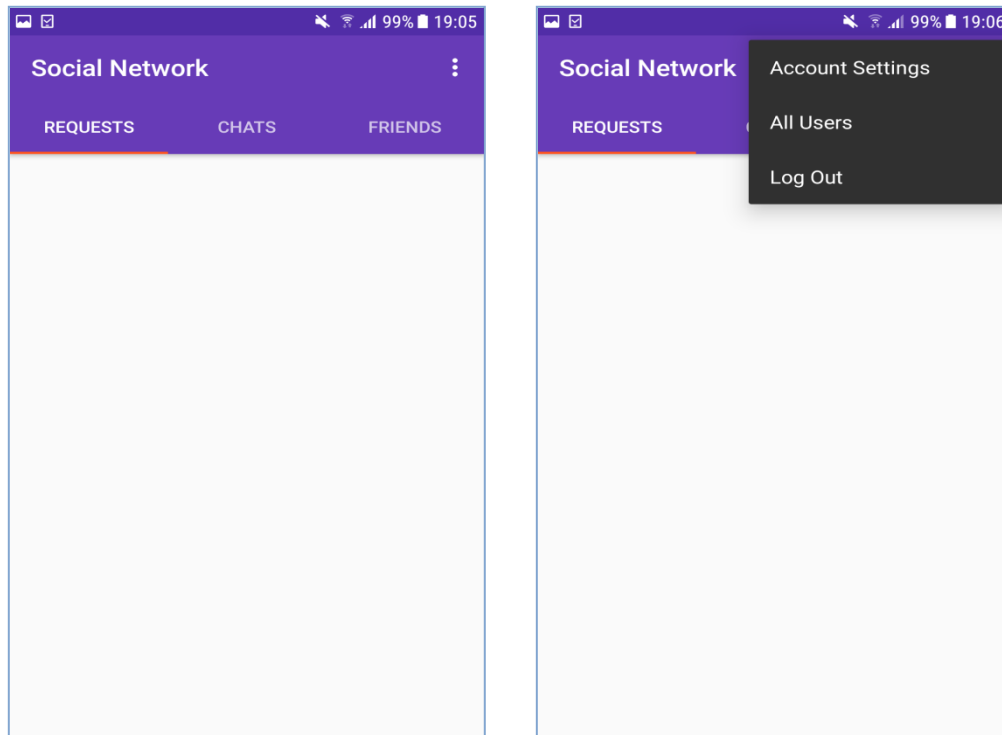 99% 19:05
Social Network
REQUESTS CHATS FRIENDS
99% 19:06
Social Network
Account Settings
REQUESTS
All Users
Log Out